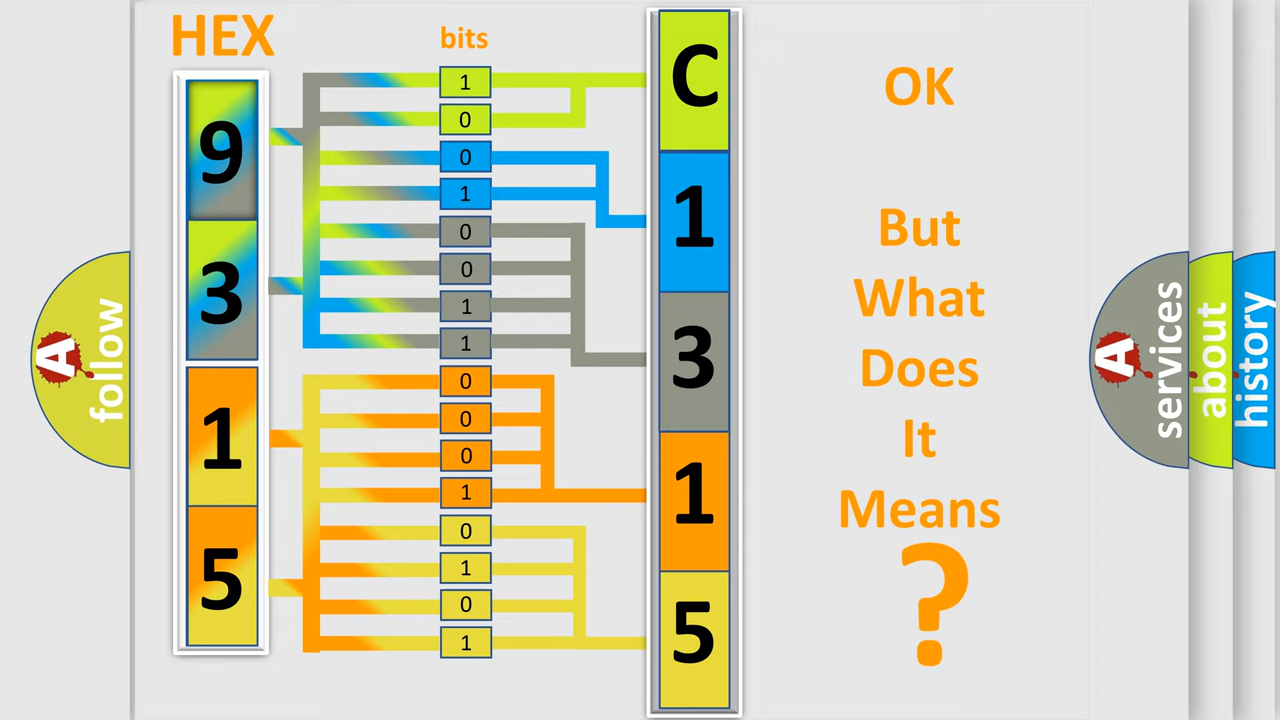 HEX
bits
9
3
1
5
1
0
0
1
0
0
1
1
0
0
0
1
0
1
0
1
C
1
3
1
5
OK
But
What
Does
It
Means
?
A
follow
A
services
about
history